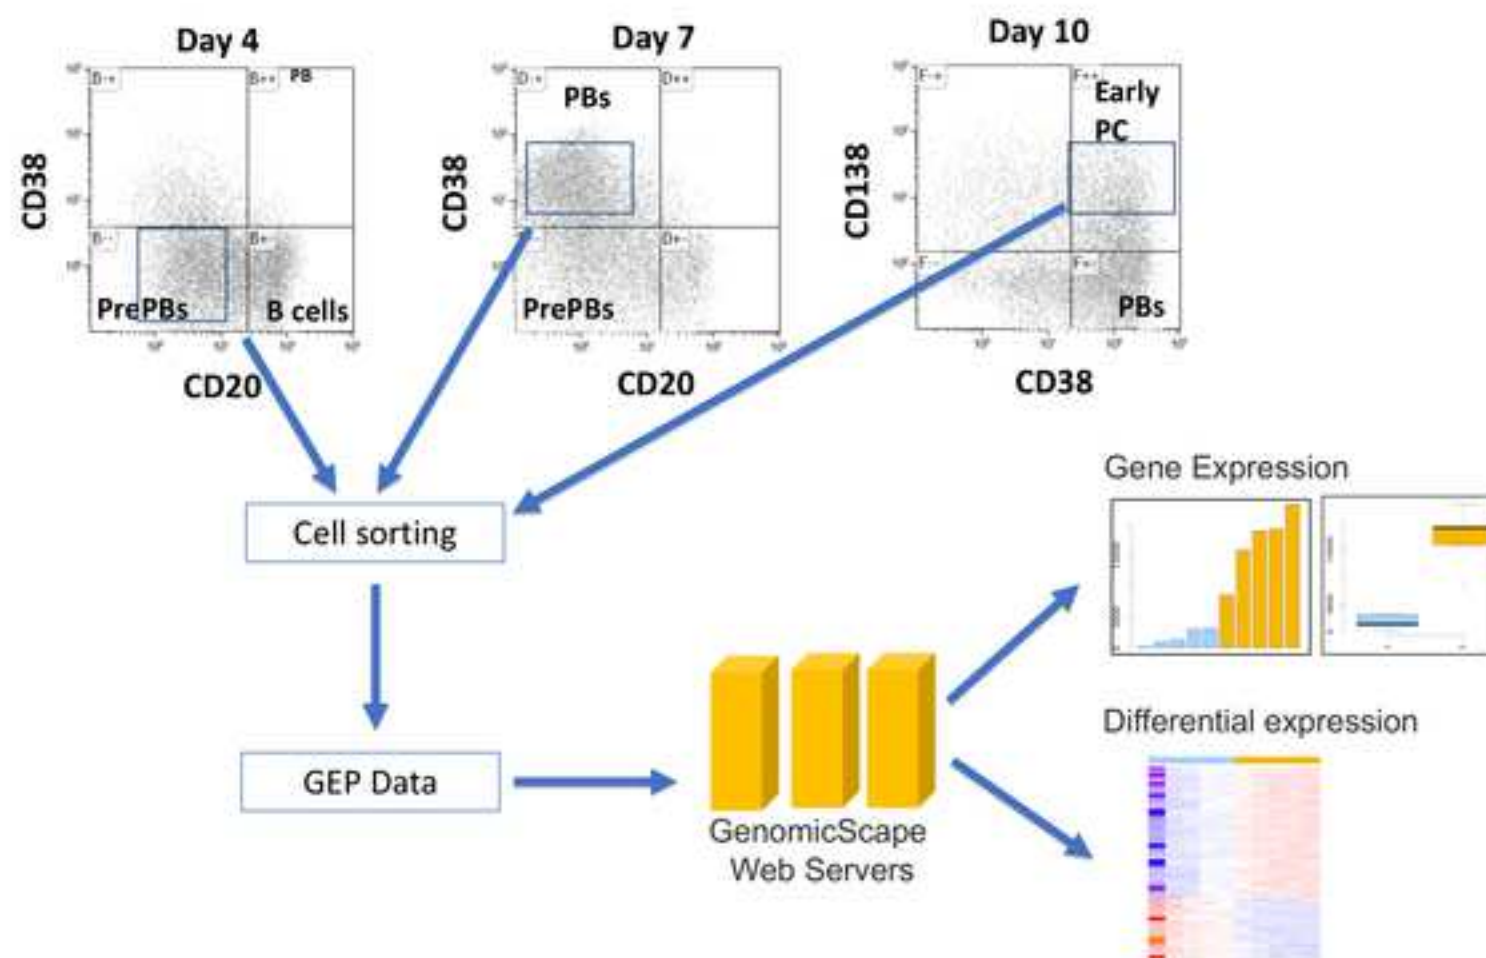 Day 4
Day 7
Day 10
B-+
B++
PB
D-+
D++
PBs
F-+
F++
Early
PC
CD38
CD38
CD138
B--
B+-
D+-
F--
F+-
PrePBs
B cells
PrePBs
PBs
CD20
CD20
CD38
Cell sorting
GEP Data
GenomicScape
Web Servers
Gene Expression
Differential expression